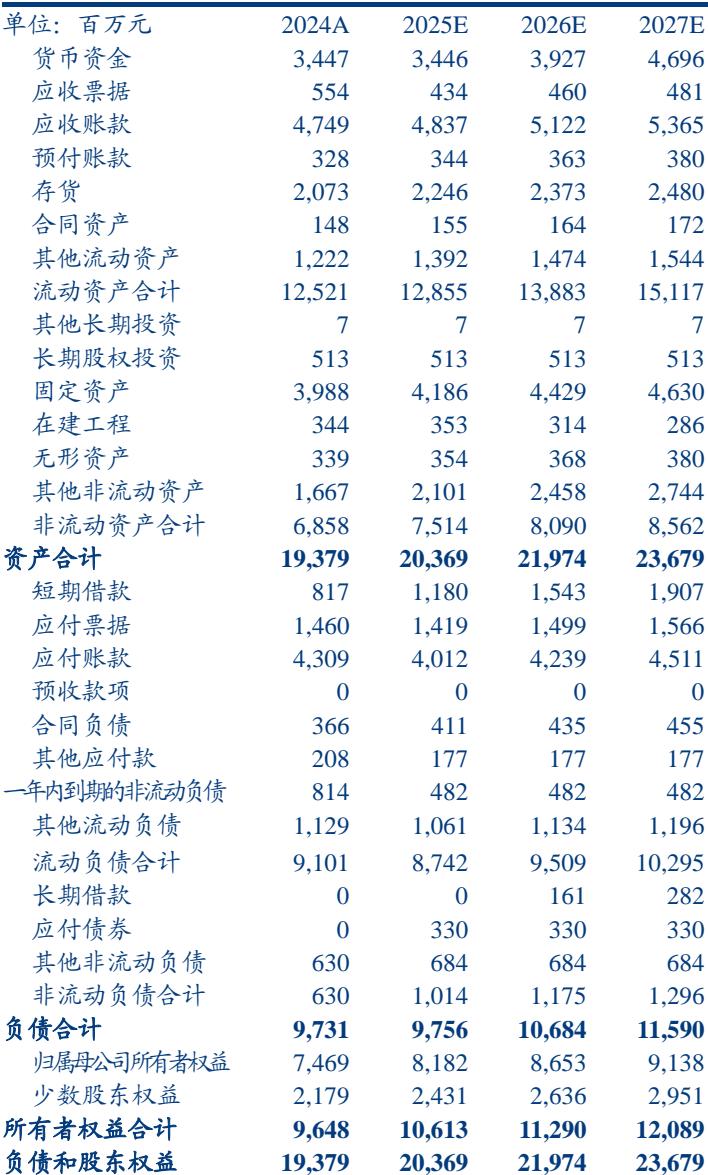 单位：百万元 2024A 2025E 2026E 2027E
货币资金 3,447 3,446 3,927 4,696
应收票据 554 434 460 481
应收账款 4,749 4,837 5,122 5,365
预付账款 328 344 363 380
存货 2,073 2,246 2,373 2,480
合同资产 148 155 164 172
其他流动资产 1,222 1,392 1,474 1,544
流动资产合计 12,521 12,855 13,883 15,117
其他长期投资 7 7 7 7
长期股权投资 513 513 513 513
固定资产 3,988 4,186 4,429 4,630
在建工程 344 353 314 286
无形资产 339 354 368 380
其他非流动资产 1,667 2,101 2,458 2,744
非流动资产合计 6,858 7,514 8,090 8,562
资产合计 19,379 20,369 21,974 23,679
短期借款 817 1,180 1,543 1,907
应付票据 1,460 1,419 1,499 1,566
应付账款 4,309 4,012 4,239 4,511
预收款项 0 0 0 0
合同负债 366 411 435 455
其他应付款 208 177 177 177
一年内到期的非流动负债 814 482 482 482
其他流动负债 1,129 1,061 1,134 1,196
流动负债合计 9,101 8,742 9,509 10,295
长期借款 0 0 161 282
应付债券 0 330 330 330
其他非流动负债 630 684 684 684
非流动负债合计 630 1,014 1,175 1,296
负债合计 9,731 9,756 10,684 11,590
归属母公司所有者权益 7,469 8,182 8,653 9,138
少数股东权益 2,179 2,431 2,636 2,951
所有者权益合计 9,648 10,613 11,290 12,089
负债和股东权益 19,379 20,369 21,974 23,679